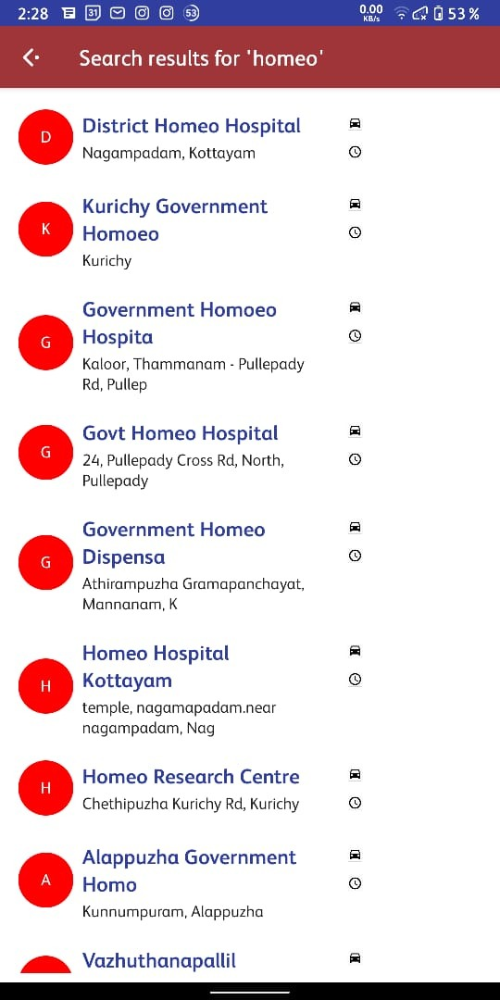 2:28
31
53
0.00
KB/s
53 %
Search results for 'homeo'
D
District Homeo Hospital
Nagampadam, Kottayam
K
Kurichy Government
Homoeo
Kurichy
Government Homoeo
Hospita
G
Kaloor, Thammanam - Pullepady
Rd, Pullep
Govt Homeo Hospital
G
24, Pullepady Cross Rd, North,
Pullepady
Government Homeo
Dispensa
G
Athirampuzha Gramapanchayat,
Mannanam, K
Homeo Hospital
Kottayam
H
temple, nagamapadam.near
nagampadam, Nag
Homeo Research Centre
H
Chethipuzha Kurichy Rd, Kurichy
Alappuzha Government
Homo
A
Kunnumpuram, Alappuzha
Vazhuthanapallil